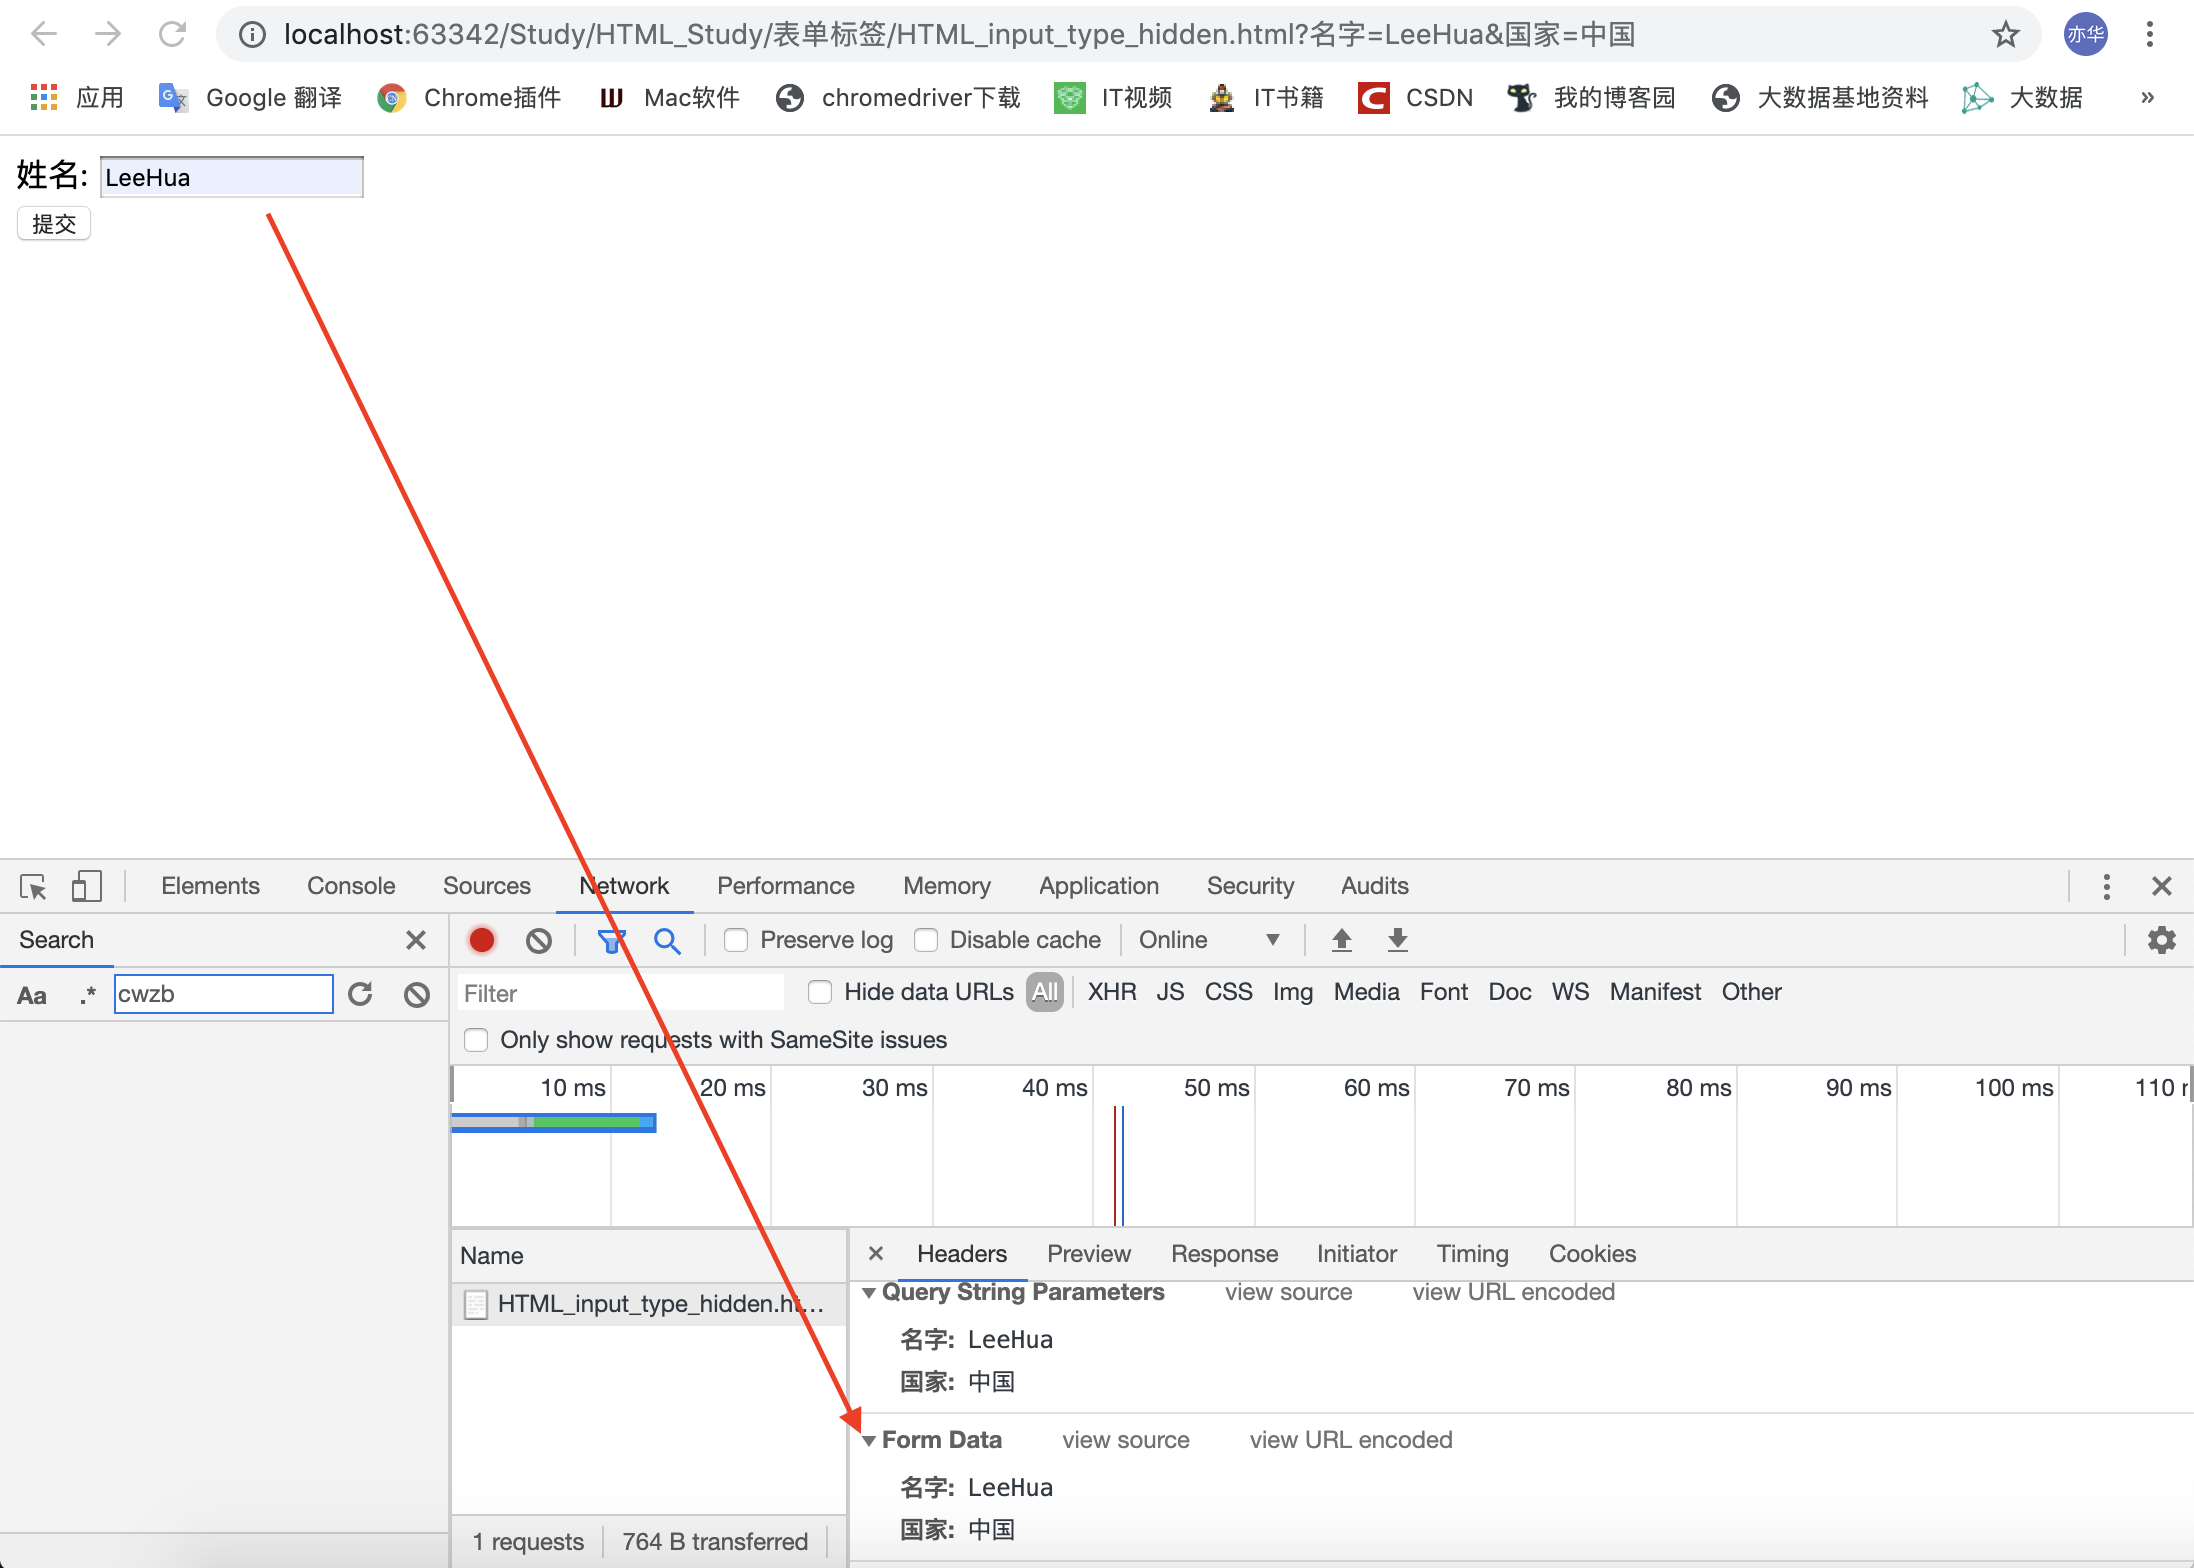 localhost:63342/Study/HTML_Study/表单标签/HTML_input_type_hidden.html?名字=LeeHua&国家=中国
亦华
应用 Google 翻译 Chrome插件 Mac软件 chromedriver下载 IT视频 IT书籍 CSDN 我的博客园 大数据基地资料 大数据 »
姓名: LeeHua
提交
Elements Console Sources Network Performance Memory Application Security Audits
Search
Preserve log Disable cache Online
Aa .* cwzb
Filter Hide data URLs All XHR JS CSS Img Media Font Doc WS Manifest Other
Only show requests with SameSite issues
10 ms 20 ms 30 ms 40 ms 50 ms 60 ms 70 ms 80 ms 90 ms 100 ms 110
Name
Headers Preview Response Initiator Timing Cookies
HTML_input_type_hidden.ht…
Query String Parameters view source view URL encoded
名字: LeeHua
国家: 中国
Form Data view source view URL encoded
名字: LeeHua
国家: 中国
1 requests 764 B transferred